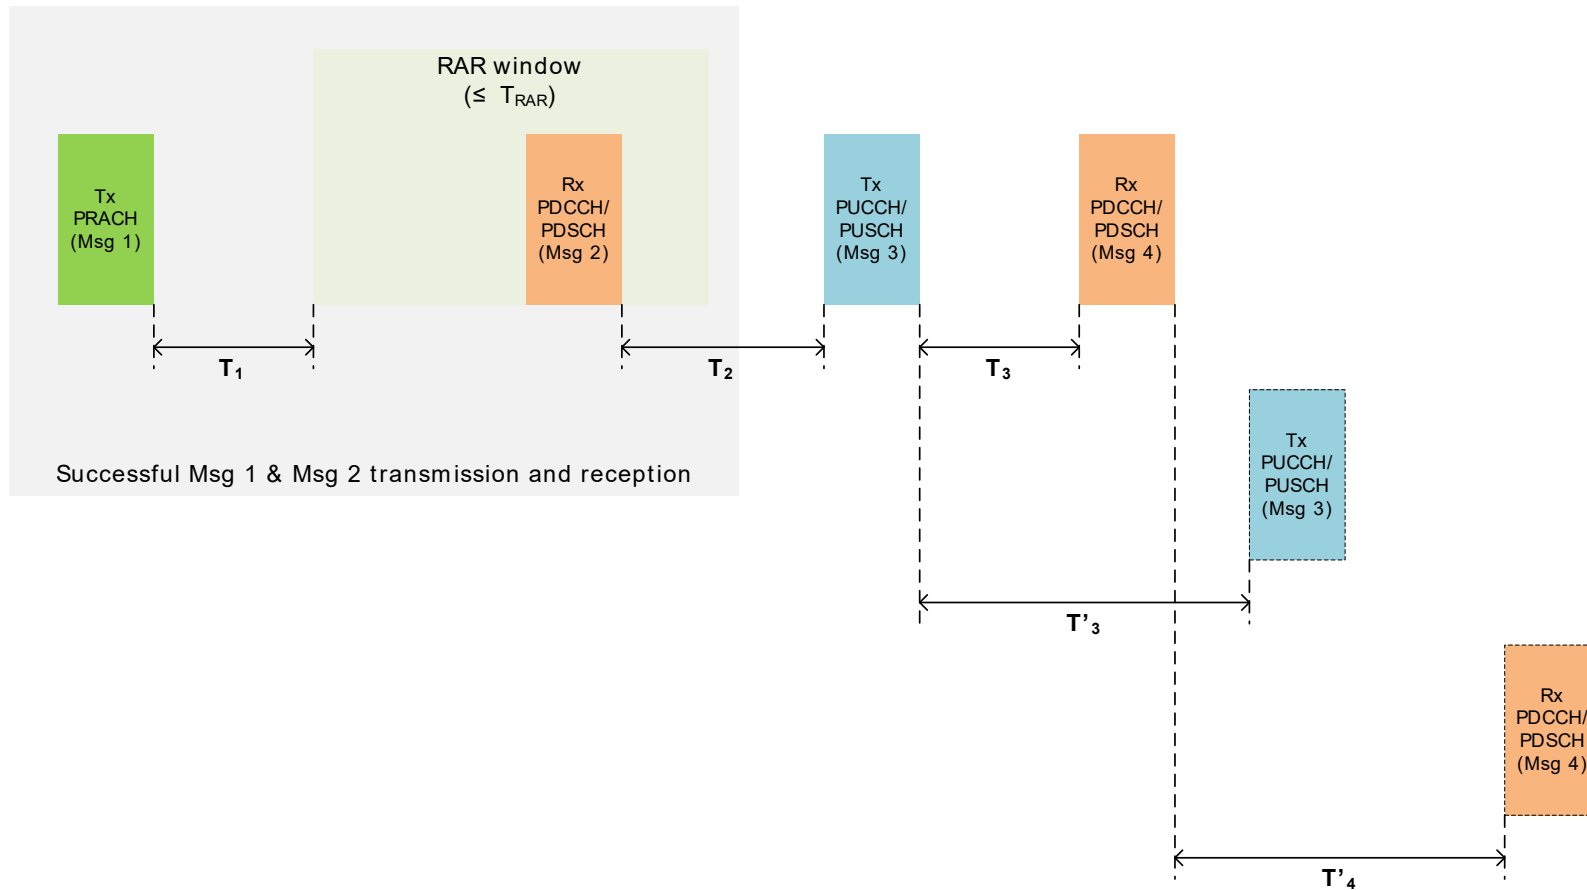 RAR window
(≤ TRAR)
Tx
PRACH
(Msg 1)
Rx
PDCCH/
PDSCH
(Msg 2)
Tx
PUCCH/
PUSCH
(Msg 3)
Rx
PDCCH/
PDSCH
(Msg 4)
T1
T2
T3
Successful Msg 1 & Msg 2 transmission and reception
Tx
PUCCH/
PUSCH
(Msg 3)
T’3
Rx
PDCCH/
PDSCH
(Msg 4)
T’4